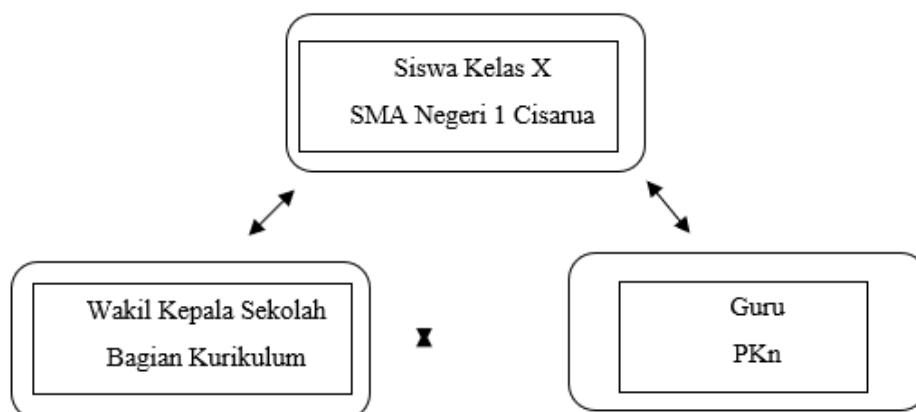 Siswa Kelas X
SMA Negeri 1 Cisarua
Wakil Kepala Sekolah
Bagian Kurikulum
Guru
PKn